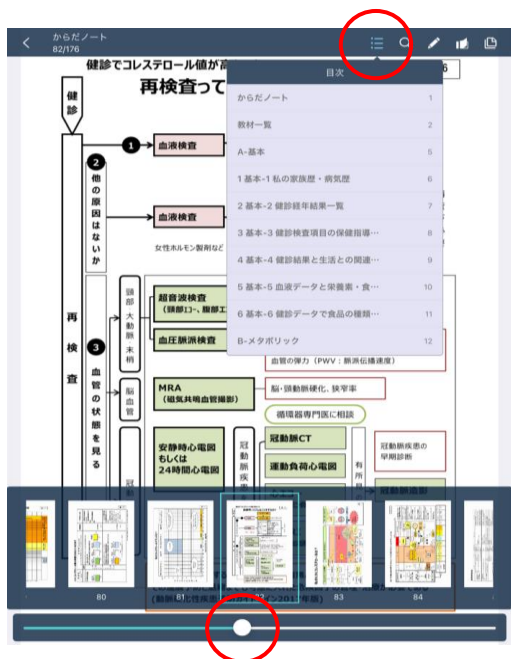 からだノート
82/176
健診でコレステロール値が高
6
再検査って
目次
からだノート 1
教材一覧 2
A-基本 5
1 基本-1 私の家族歴・病気歴 6
2 基本-2 健診経年結果一覧 7
3 基本-3 健診検査項目の保健指導… 8
4 基本-4 健診結果と生活との関連… 9
5 基本-5 血液データと栄養素・食… 10
6 基本-6 健診データで食品の種類… 11
B-メタボリック 12
健診
再検査
1
血液検査
2
他の原因はないか
血液検査
女性ホルモン製剤など
3
血管の状態を見る
頸部 大動脈 末梢
超音波検査
(頸部エコー、腹部エ
血圧脈派検査
血管の弾力(PWV:脈派伝播速度)
脳血管
MRA
(磁気共鳴血管撮影)
脳・頸動脈硬化、狭窄率
循環器専門医に相談
安静時心電図
もしくは
24時間心電図
冠動脈疾患
冠動脈CT
運動負荷心電図
有所見
冠動脈疾患の
早期診断
冠動脈造影
80
81
82
83
84